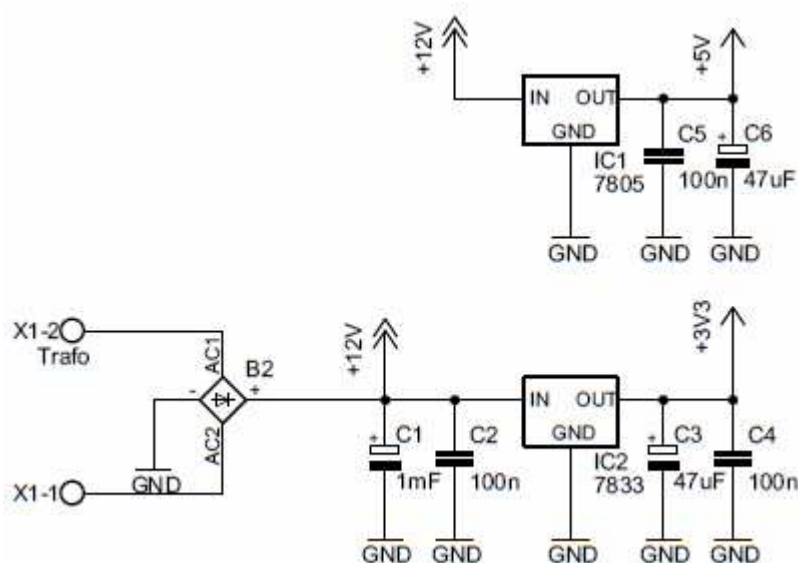 +12V
+5V
IN OUT
GND
C5
C6
+
IC1
7805
100n
47uF
GND
GND
GND
X1-2
Trafo
AC1
B2
-
+
AC2
X1-1
GND
+12V
+3V3
IN OUT
GND
+
C1
C2
1mF
100n
IC2
7833
+
C3
C4
47uF
100n
GND
GND
GND
GND
GND